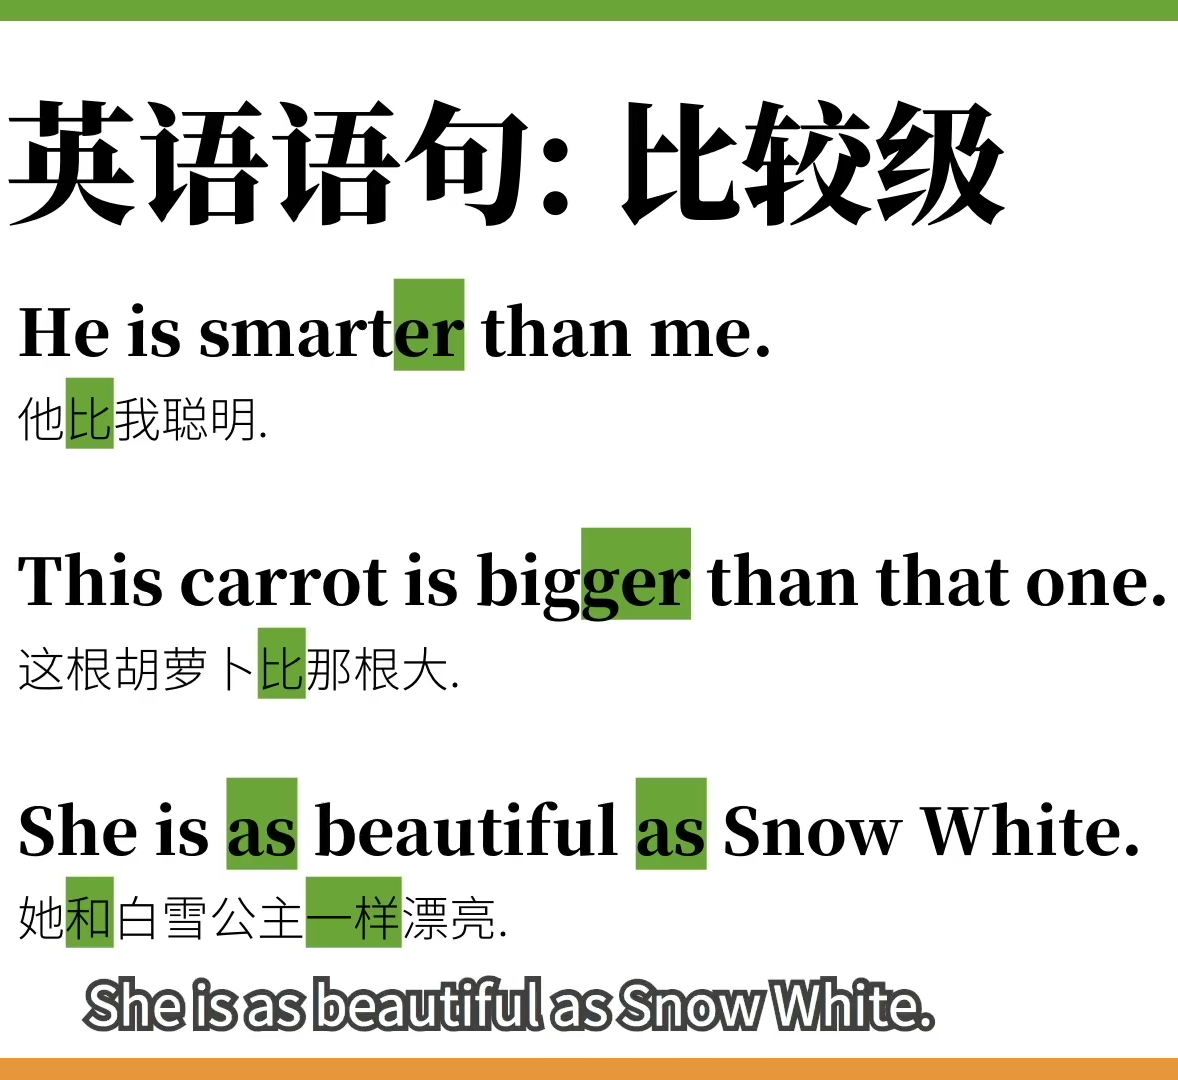 英语语句: 比较级
He is smarter than me.
他比我聪明.
This carrot is bigger than that one.
这根胡萝卜比那根大.
She is as beautiful as Snow White.
她和白雪公主一样漂亮.
She is as beautiful as Snow White.